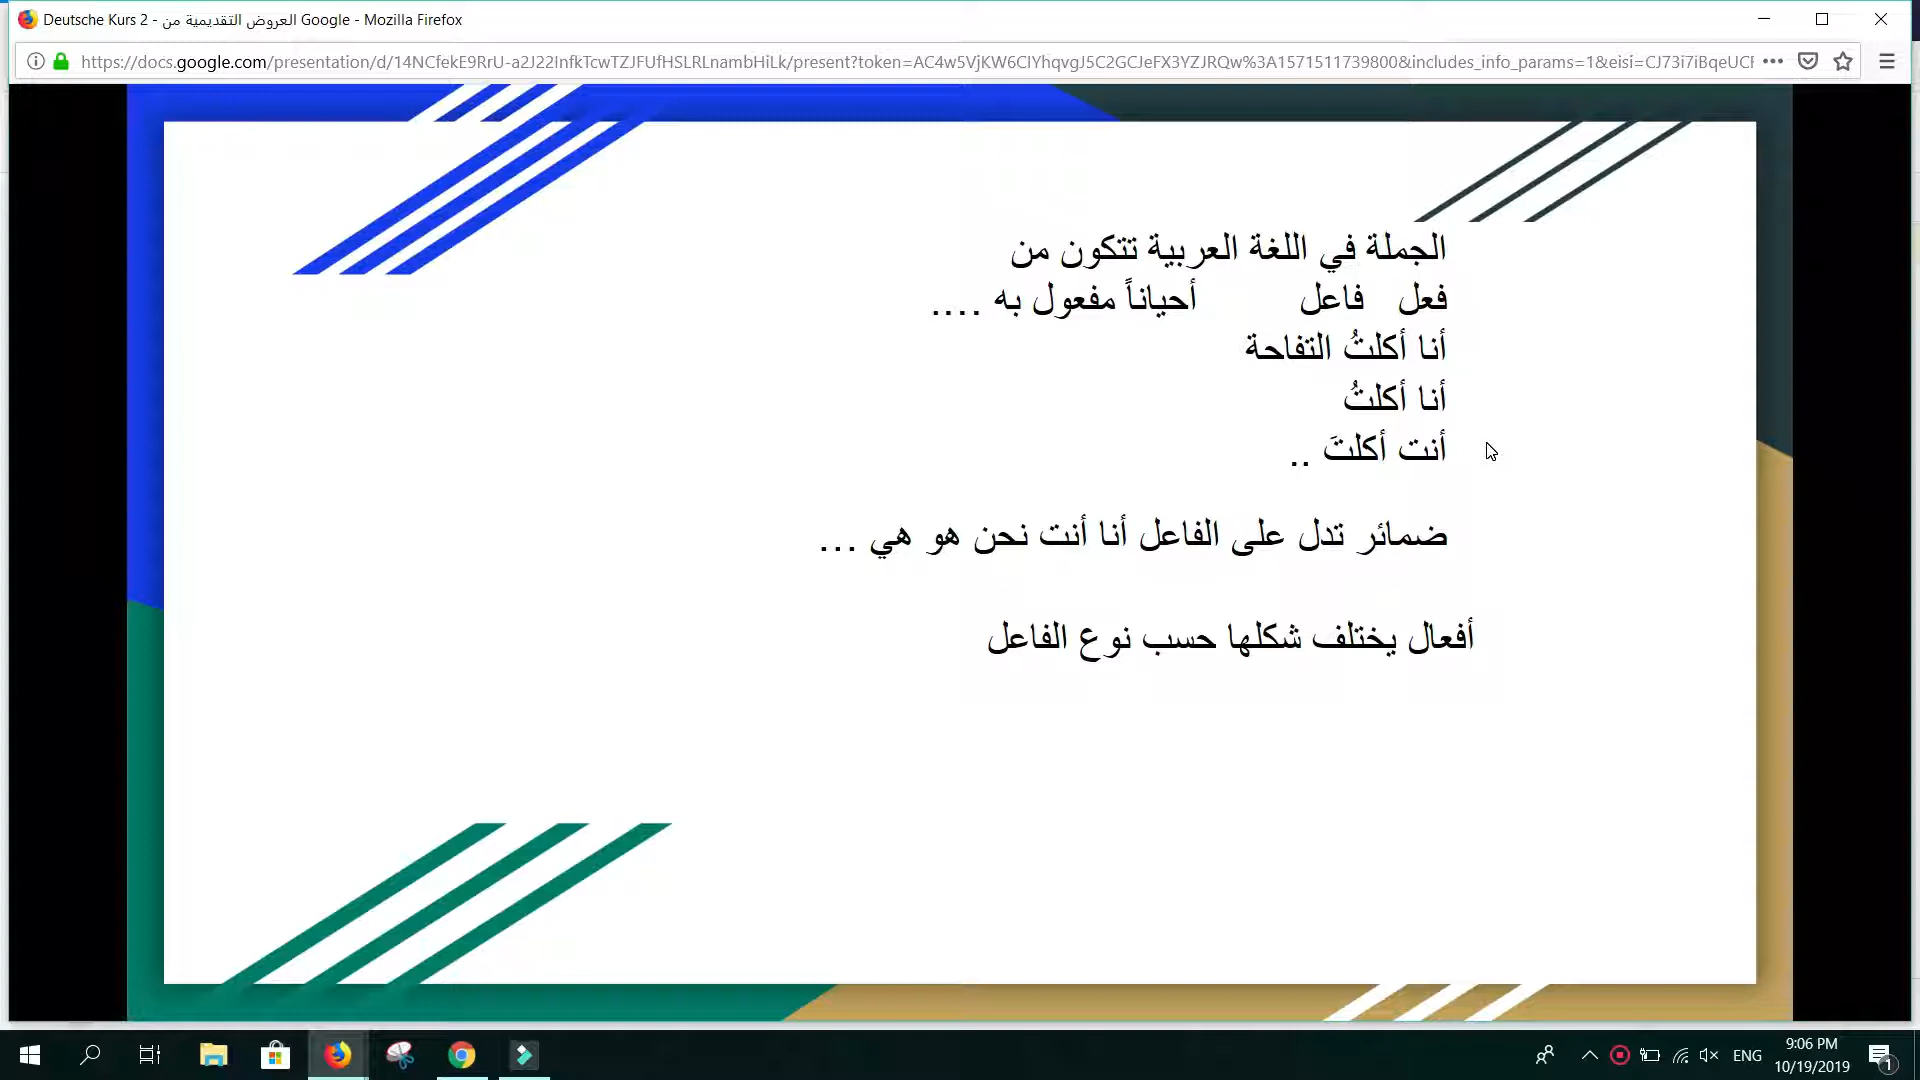 Deutsche Kurs 2 - العروض التقديمية من Google - Mozilla Firefox
https://docs.google.com/presentation/d/14NCfekE9RrU-a2J22InfkTcwTZJFUfHSLRLnambHiLk/present?token=AC4w5VjKW6CIYhqvgJ5C2GCJeFX3YZJRQw%3A1571511739800&includes_info_params=1&eisi=CJ73i7iBqeUCF
الجملة في اللغة العربية تتكون من
فعل فاعل أحياناً مفعول به ....
أنا أكلتُ التفاحة
أنا أكلتُ
أنت أكلتَ ..
ضمائر تدل على الفاعل أنا أنت نحن هو هي ...
أفعال يختلف شكلها حسب نوع الفاعل
ENG
9:06 PM
10/19/2019
1